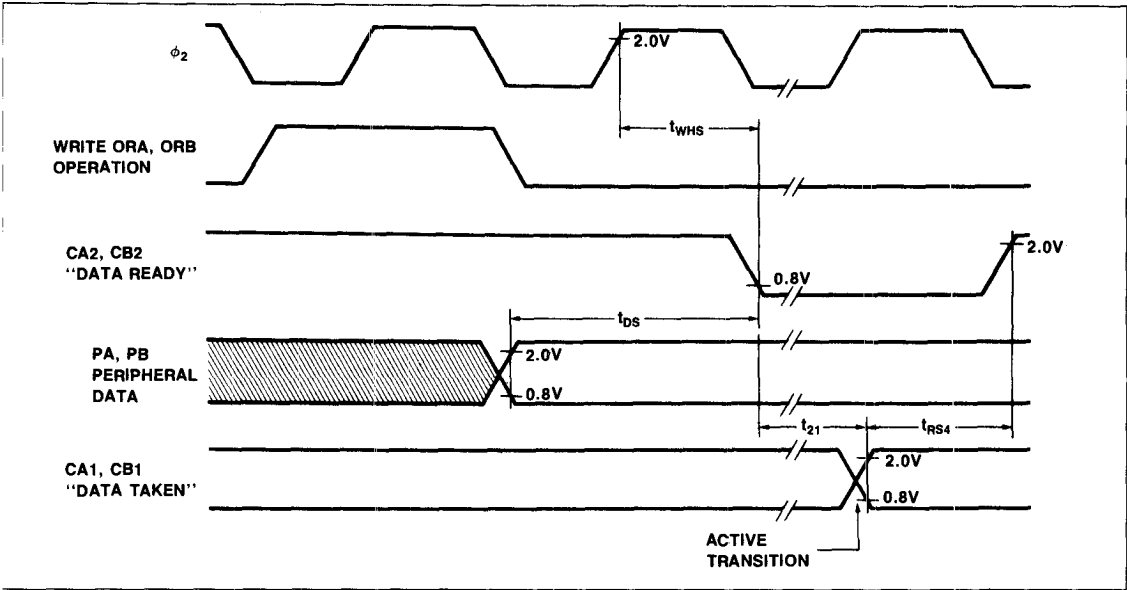 ϕ2
2.0V
tWHS
WRITE ORA, ORB
OPERATION
CA2, CB2
"DATA READY"
0.8V
2.0V
tDS
PA, PB
PERIPHERAL
DATA
2.0V
0.8V
t21
tRS4
CA1, CB1
"DATA TAKEN"
2.0V
0.8V
ACTIVE
TRANSITION